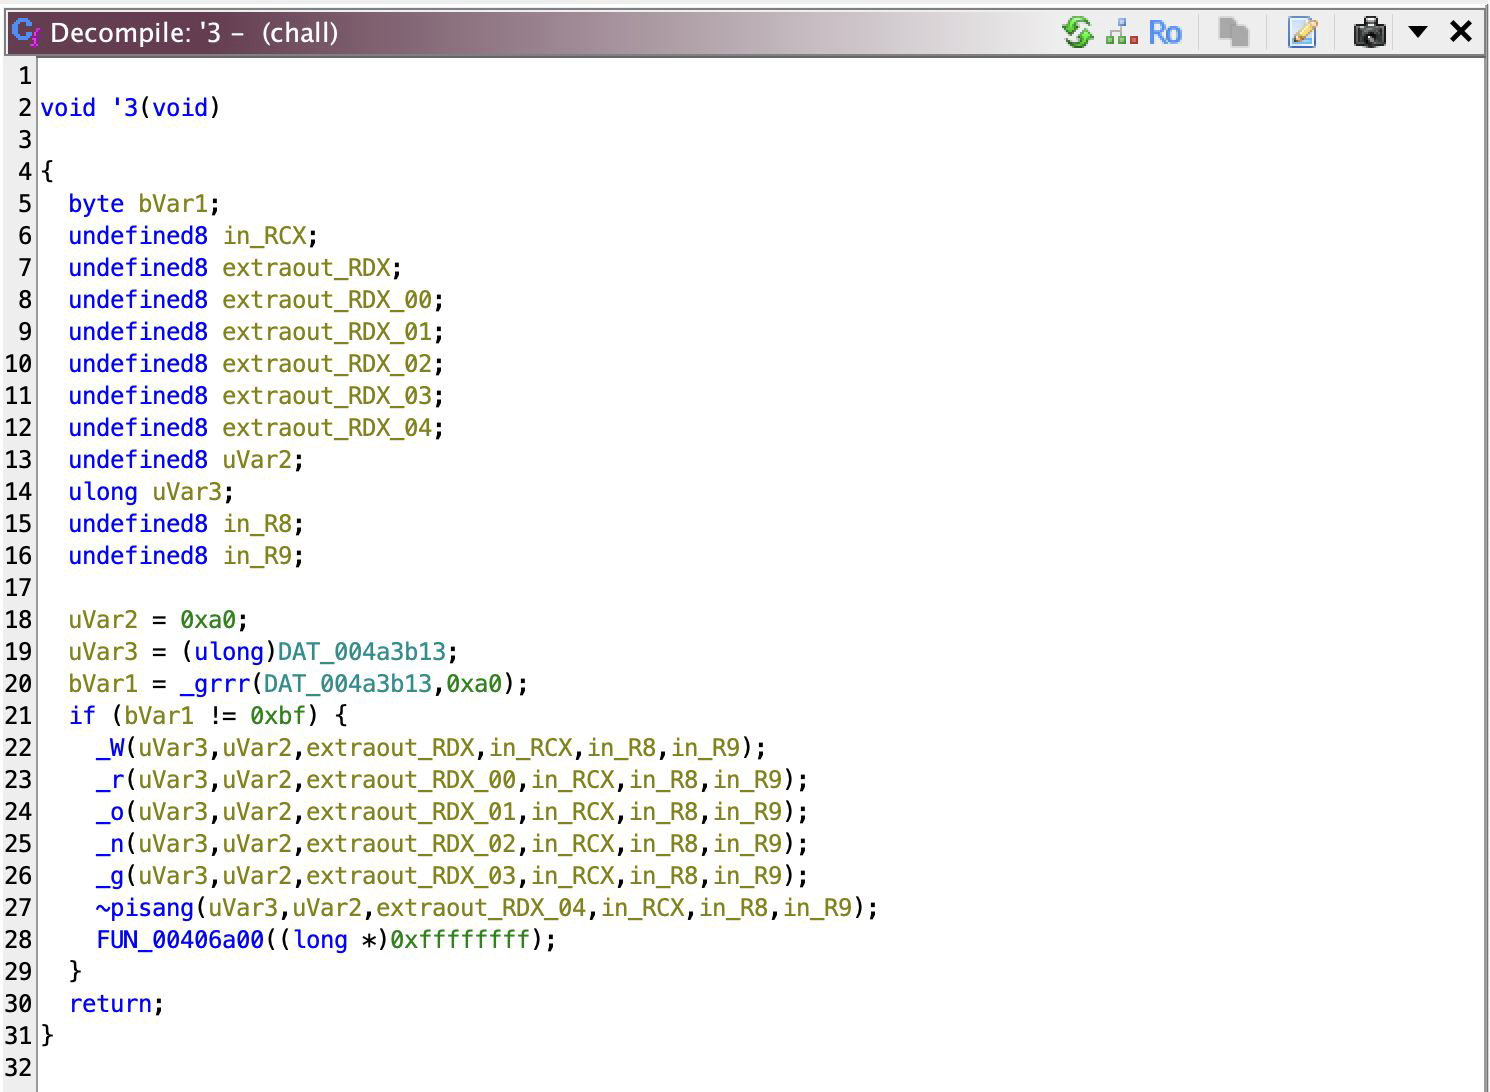 Decompile: '3 - (chall)
Ro
1
2 void '3(void)
3
4 {
5 byte bVar1;
6 undefined8 in_RCX;
7 undefined8 extraout_RDX;
8 undefined8 extraout_RDX_00;
9 undefined8 extraout_RDX_01;
10 undefined8 extraout_RDX_02;
11 undefined8 extraout_RDX_03;
12 undefined8 extraout_RDX_04;
13 undefined8 uVar2;
14 ulong uVar3;
15 undefined8 in_R8;
16 undefined8 in_R9;
17
18 uVar2 = 0xa0;
19 uVar3 = (ulong)DAT_004a3b13;
20 bVar1 = _grrr(DAT_004a3b13,0xa0);
21 if (bVar1 != 0xbf) {
22 _W(uVar3,uVar2,extraout_RDX,in_RCX,in_R8,in_R9);
23 _r(uVar3,uVar2,extraout_RDX_00,in_RCX,in_R8,in_R9);
24 _o(uVar3,uVar2,extraout_RDX_01,in_RCX,in_R8,in_R9);
25 _n(uVar3,uVar2,extraout_RDX_02,in_RCX,in_R8,in_R9);
26 _g(uVar3,uVar2,extraout_RDX_03,in_RCX,in_R8,in_R9);
27 ~pisang(uVar3,uVar2,extraout_RDX_04,in_RCX,in_R8,in_R9);
28 FUN_00406a00((long *)0xffffffff);
29 }
30 return;
31 }
32